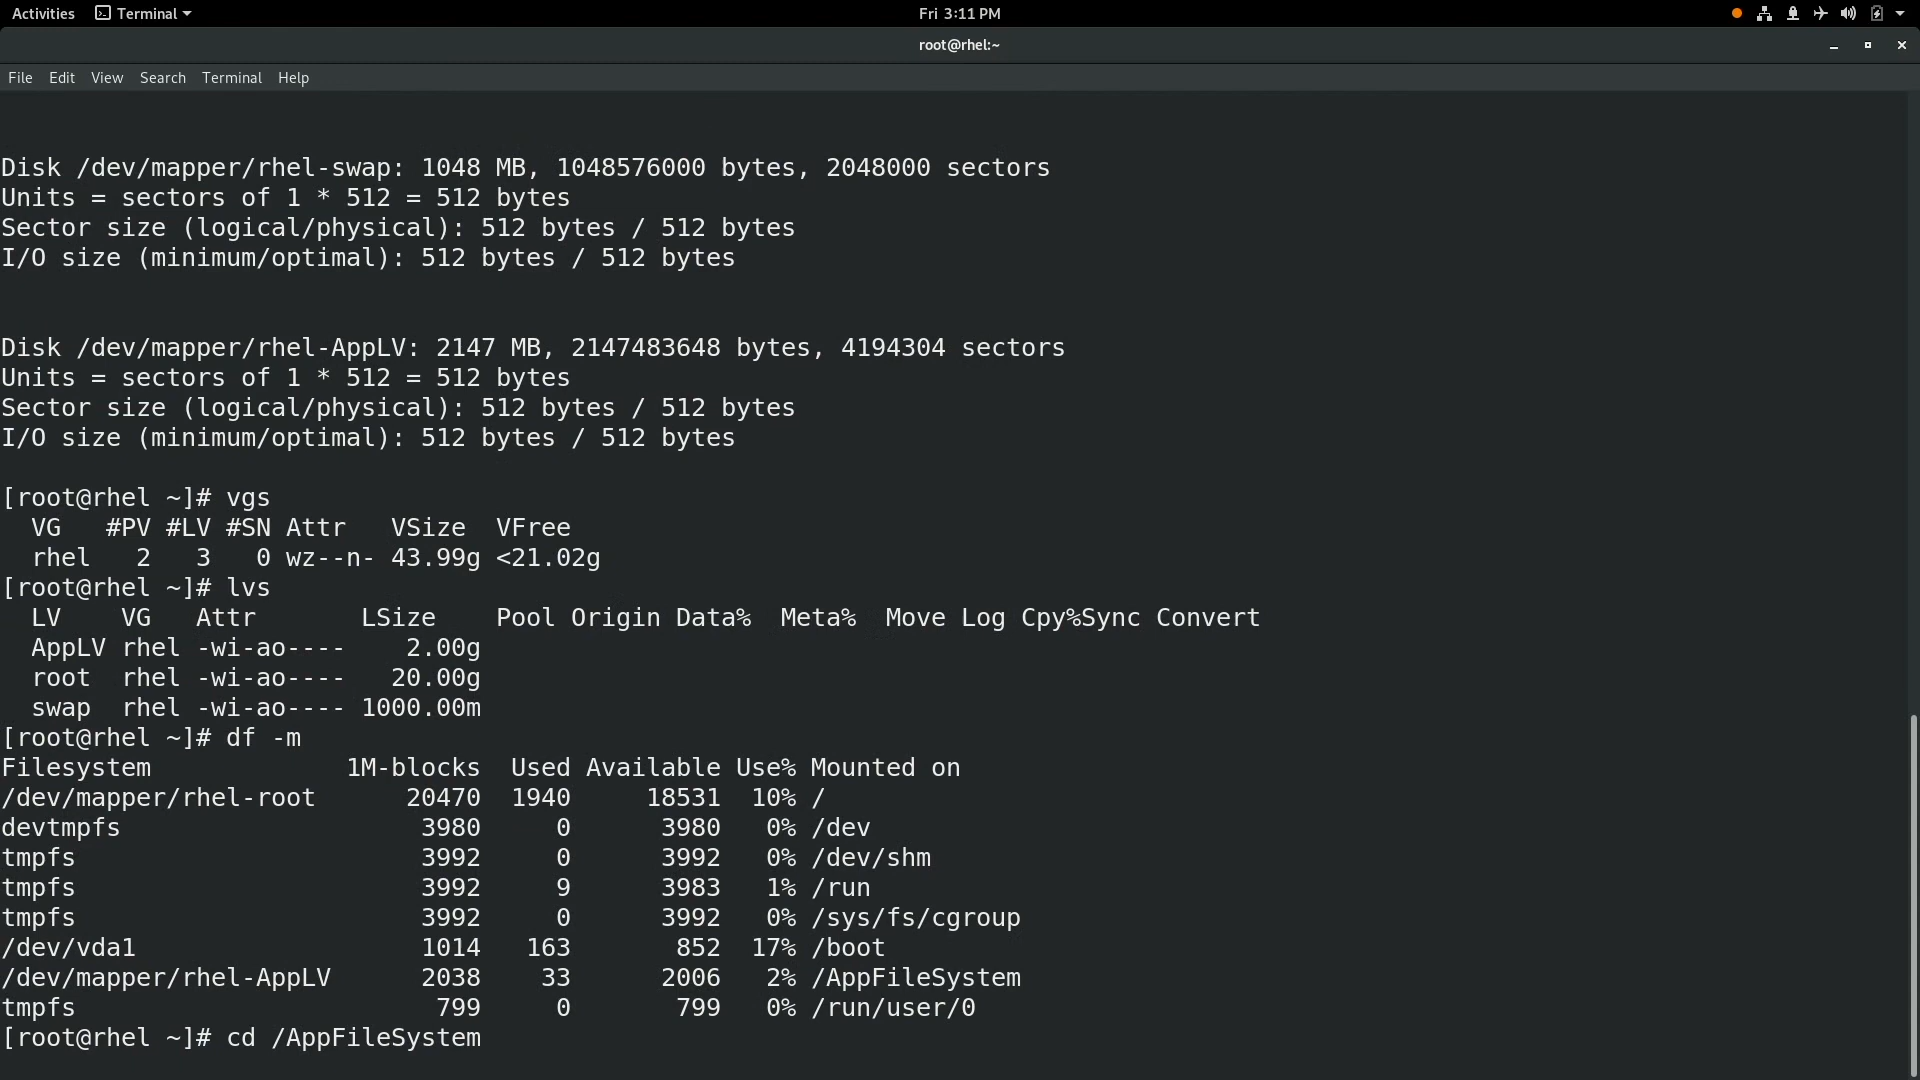 Activities Terminal Fri 3:11 PM
root@rhel:~
File Edit View Search Terminal Help
Disk /dev/mapper/rhel-swap: 1048 MB, 1048576000 bytes, 2048000 sectors
Units = sectors of 1 * 512 = 512 bytes
Sector size (logical/physical): 512 bytes / 512 bytes
I/O size (minimum/optimal): 512 bytes / 512 bytes
Disk /dev/mapper/rhel-AppLV: 2147 MB, 2147483648 bytes, 4194304 sectors
Units = sectors of 1 * 512 = 512 bytes
Sector size (logical/physical): 512 bytes / 512 bytes
I/O size (minimum/optimal): 512 bytes / 512 bytes
[root@rhel ~]# vgs
  VG   #PV #LV #SN Attr   VSize  VFree
  rhel   2   3   0 wz--n- 43.99g <21.02g
[root@rhel ~]# lvs
  LV    VG   Attr       LSize    Pool Origin Data%  Meta%  Move Log Cpy%Sync Convert
  AppLV rhel -wi-ao----    2.00g
  root  rhel -wi-ao----   20.00g
  swap  rhel -wi-ao---- 1000.00m
[root@rhel ~]# df -m
Filesystem             1M-blocks  Used Available Use% Mounted on
/dev/mapper/rhel-root      20470  1940     18531  10% /
devtmpfs                    3980     0      3980   0% /dev
tmpfs                       3992     0      3992   0% /dev/shm
tmpfs                       3992     9      3983   1% /run
tmpfs                       3992     0      3992   0% /sys/fs/cgroup
/dev/vda1                   1014   163       852  17% /boot
/dev/mapper/rhel-AppLV      2038    33      2006   2% /AppFileSystem
tmpfs                        799     0       799   0% /run/user/0
[root@rhel ~]# cd /AppFileSystem